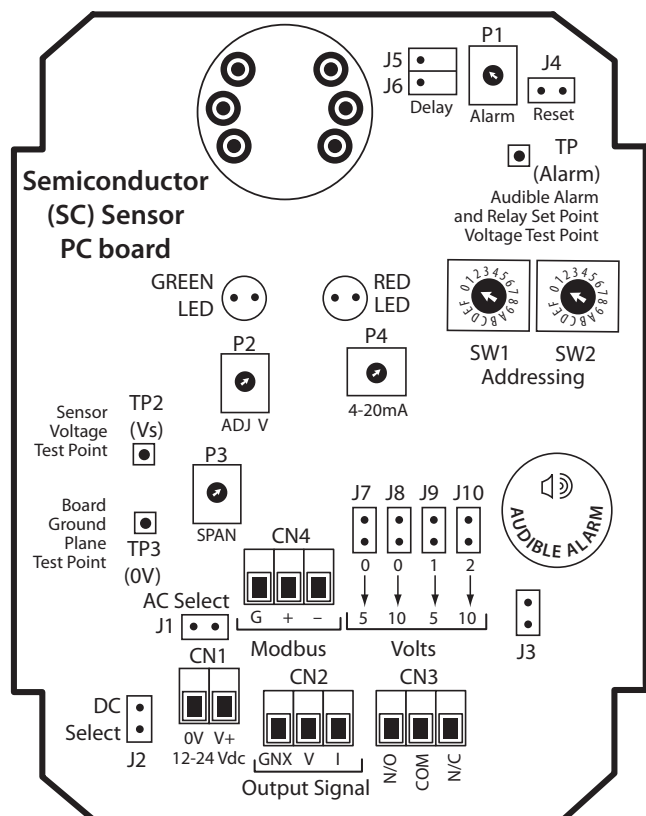 P1
J5
J6
Delay
Alarm
J4
Reset
TP
(Alarm)
Audible Alarm
and Relay Set Point
Voltage Test Point
Semiconductor
(SC) Sensor
PC board
GREEN
LED
RED
LED
0123456789ABCDEF
0123456789ABCDEF
SW1
SW2
Addressing
P2
ADJ V
P4
4-20mA
Sensor
Voltage
Test Point
TP2
(Vs)
P3
SPAN
Board
Ground
Plane
Test Point
TP3
(0V)
AUDIBLE ALARM
J7 J8 J9 J10
0 0 1 2
5 10 5 10
Volts
CN4
G + –
Modbus
AC Select
J1
J3
CN1
0V V+
12-24 Vdc
DC
Select
J2
CN2
GNX V I
Output Signal
CN3
N/O
COM
N/C